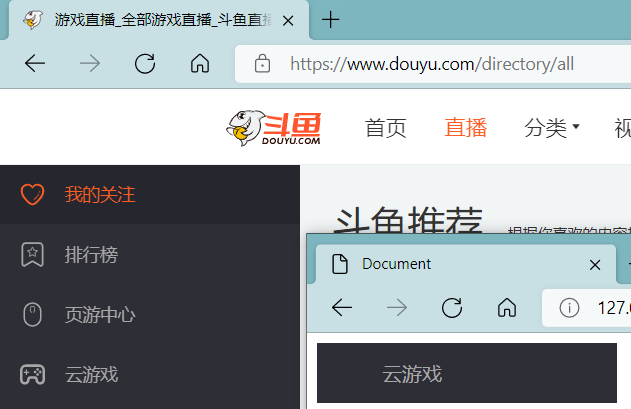 游戏直播_全部游戏直播_斗鱼直播
https://www.douyu.com/directory/all
斗鱼
DOUYU.COM
首页
直播
分类
视
我的关注
排行榜
页游中心
云游戏
斗鱼推荐
根据你喜欢的内容
Document
127.0
云游戏